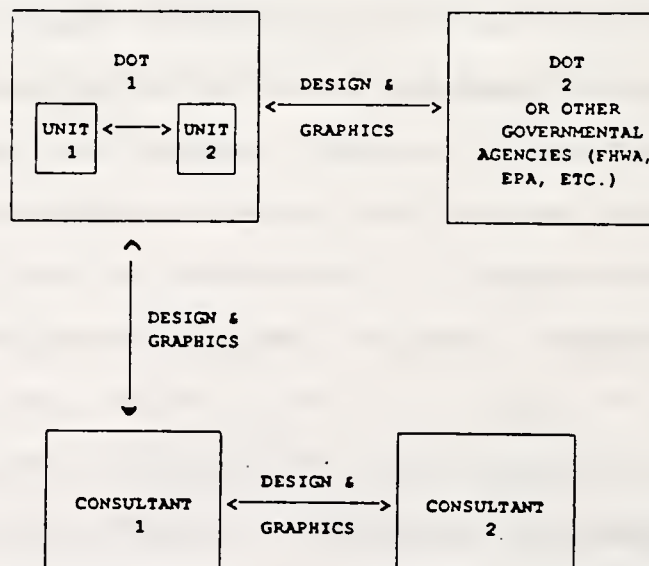 DOT
1
UNIT
1
UNIT
2
DESIGN &
GRAPHICS
DOT
2
OR OTHER
GOVERNMENTAL
AGENCIES (FHWA,
EPA, ETC.)
DESIGN &
GRAPHICS
CONSULTANT
1
DESIGN &
GRAPHICS
CONSULTANT
2